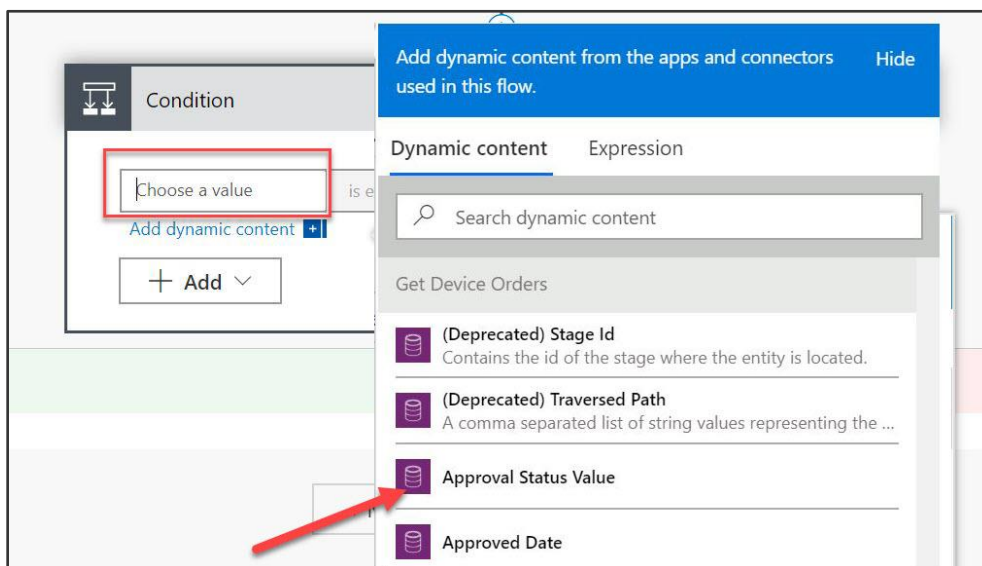 Condition
Choose a value
is e
Add dynamic content
+ Add
Add dynamic content from the apps and connectors
used in this flow.
Hide
Dynamic content Expression
Search dynamic content
Get Device Orders
(Deprecated) Stage Id
Contains the id of the stage where the entity is located.
(Deprecated) Traversed Path
A comma separated list of string values representing the ...
Approval Status Value
Approved Date